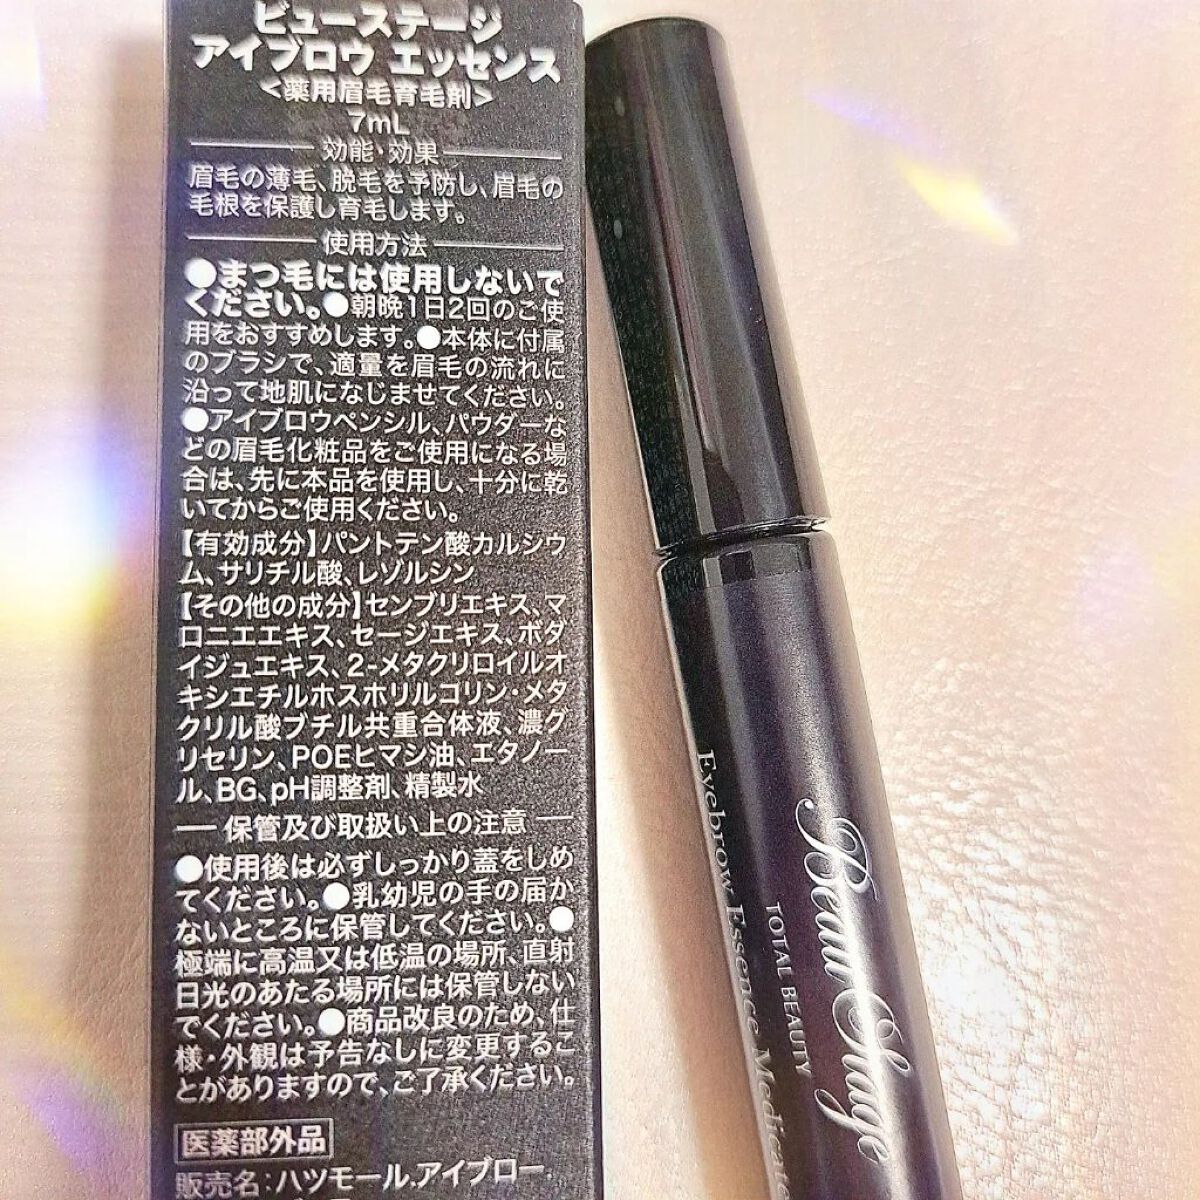 ビューステージ
アイブロウ エッセンス
<薬用眉毛育毛剤>
7mL
効能・効果
眉毛の薄毛、脱毛を予防し、眉毛の
毛根を保護し育毛します。
使用方法
●まつ毛には使用しないで
ください。●朝晩1日2回のご使
用をおすすめします。●本体に付属
のブラシで、適量を眉毛の流れに
沿って地肌になじませてください。
●アイブロウペンシル、パウダーな
どの眉毛化粧品をご使用になる場
合は、先に本品を使用し、十分に乾
いてからご使用ください。
【有効成分】パントテン酸カルシウ
ム、サリチル酸、レゾルシン
【その他の成分】センブリエキス、マ
ロニエエキス、セージエキス、ボダ
イジュエキス、2-メタクリロイルオ
キシエチルホスホリルコリン・メタ
クリル酸ブチル共重合体液、濃グ
リセリン、POEヒマシ油、エタノー
ル、BG、pH調整剤、精製水
保管及び取扱い上の注意
●使用後は必ずしっかり蓋をしめ
てください。●乳幼児の手の届か
ないところに保管してください。●
極端に高温又は低温の場所、直射
日光のあたる場所には保管しない
でください。●商品改良のため、仕
様・外観は予告なしに変更するこ
とがありますので、ご了承ください。
医薬部外品
販売名:ハツモール.アイブロー.
Beau Stage
TOTAL BEAUTY
Eyebrow Essence Medicated